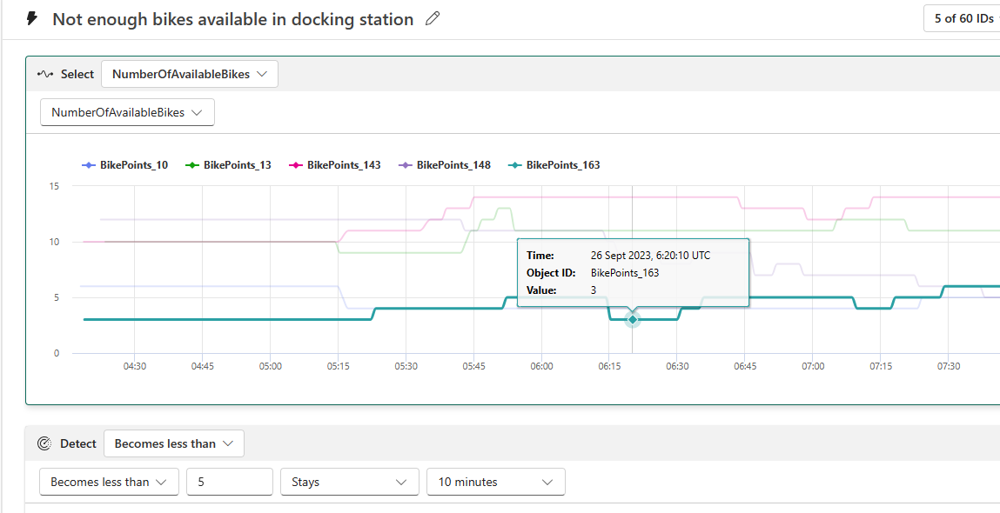 Not enough bikes available in docking station
5 of 60 IDs
Select NumberOfAvailableBikes
NumberOfAvailableBikes
BikePoints_10 BikePoints_13 BikePoints_143 BikePoints_148 BikePoints_163
15
10
5
0
Time: 26 Sept 2023, 6:20:10 UTC
Object ID: BikePoints_163
Value: 3
04:30 04:45 05:00 05:15 05:30 05:45 06:00 06:15 06:30 06:45 07:00 07:15 07:30
Detect Becomes less than
Becomes less than 5 Stays 10 minutes